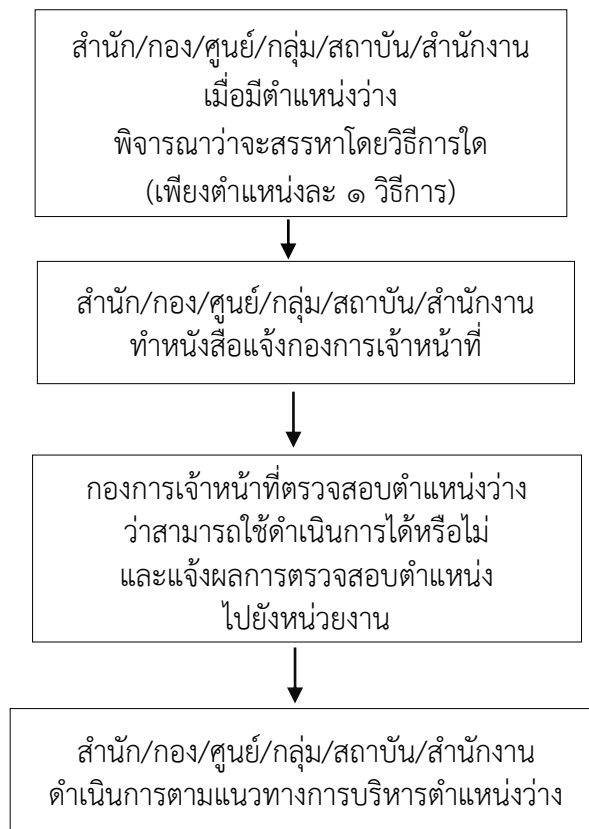 สำนัก/กอง/ศูนย์/กลุ่ม/สถาบัน/สำนักงาน
เมื่อมีตำแหน่งว่าง
พิจารณาว่าจะสรรหาโดยวิธีการใด
(เพียงตำแหน่งละ ๑ วิธีการ)
สำนัก/กอง/ศูนย์/กลุ่ม/สถาบัน/สำนักงาน
ทำหนังสือแจ้งกองการเจ้าหน้าที่
กองการเจ้าหน้าที่ตรวจสอบตำแหน่งว่าง
ว่าสามารถใช้ดำเนินการได้หรือไม่
และแจ้งผลการตรวจสอบตำแหน่ง
ไปยังหน่วยงาน
สำนัก/กอง/ศูนย์/กลุ่ม/สถาบัน/สำนักงาน
ดำเนินการตามแนวทางการบริหารตำแหน่งว่าง